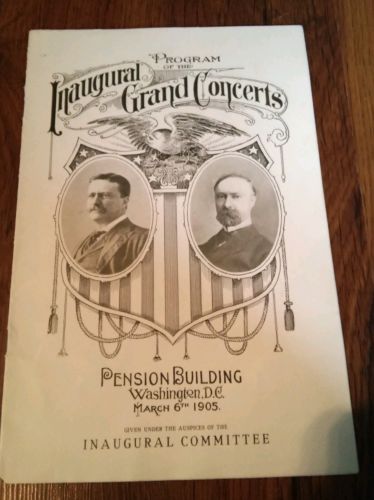 PROGRAM
OF THE
Inaugural
Grand Concerts
PENSION BUILDING
Washington, D.C.
MARCH 6TH 1905.
GIVEN UNDER THE AUSPICES OF THE
INAUGURAL COMMITTEE